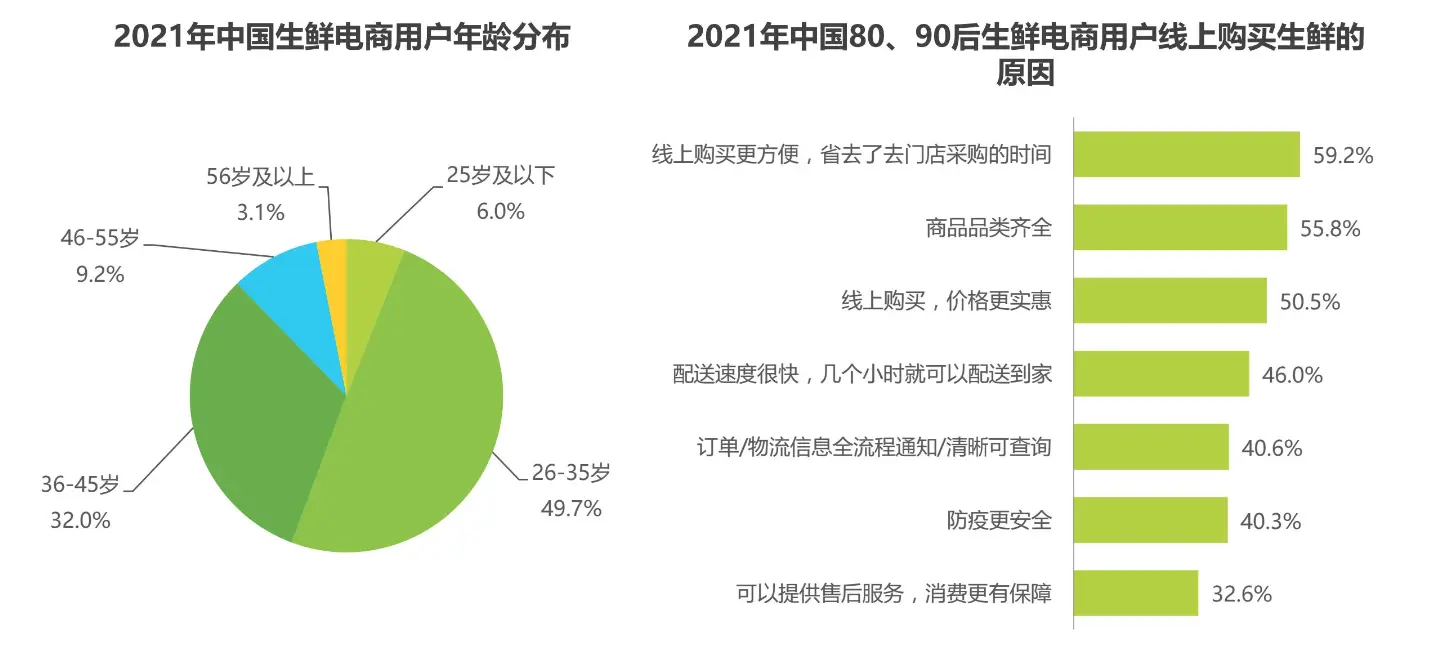 2021年中国生鲜电商用户年龄分布
56岁及以上
3.1%
25岁及以下
6.0%
46-55岁
9.2%
36-45岁
32.0%
26-35岁
49.7%
2021年中国80、90后生鲜电商用户线上购买生鲜的
原因
线上购买更方便，省去了去门店采购的时间
59.2%
商品品类齐全
55.8%
线上购买，价格更实惠
50.5%
配送速度很快，几个小时就可以配送到家
46.0%
订单/物流信息全流程通知/清晰可查询
40.6%
防疫更安全
40.3%
可以提供售后服务，消费更有保障
32.6%